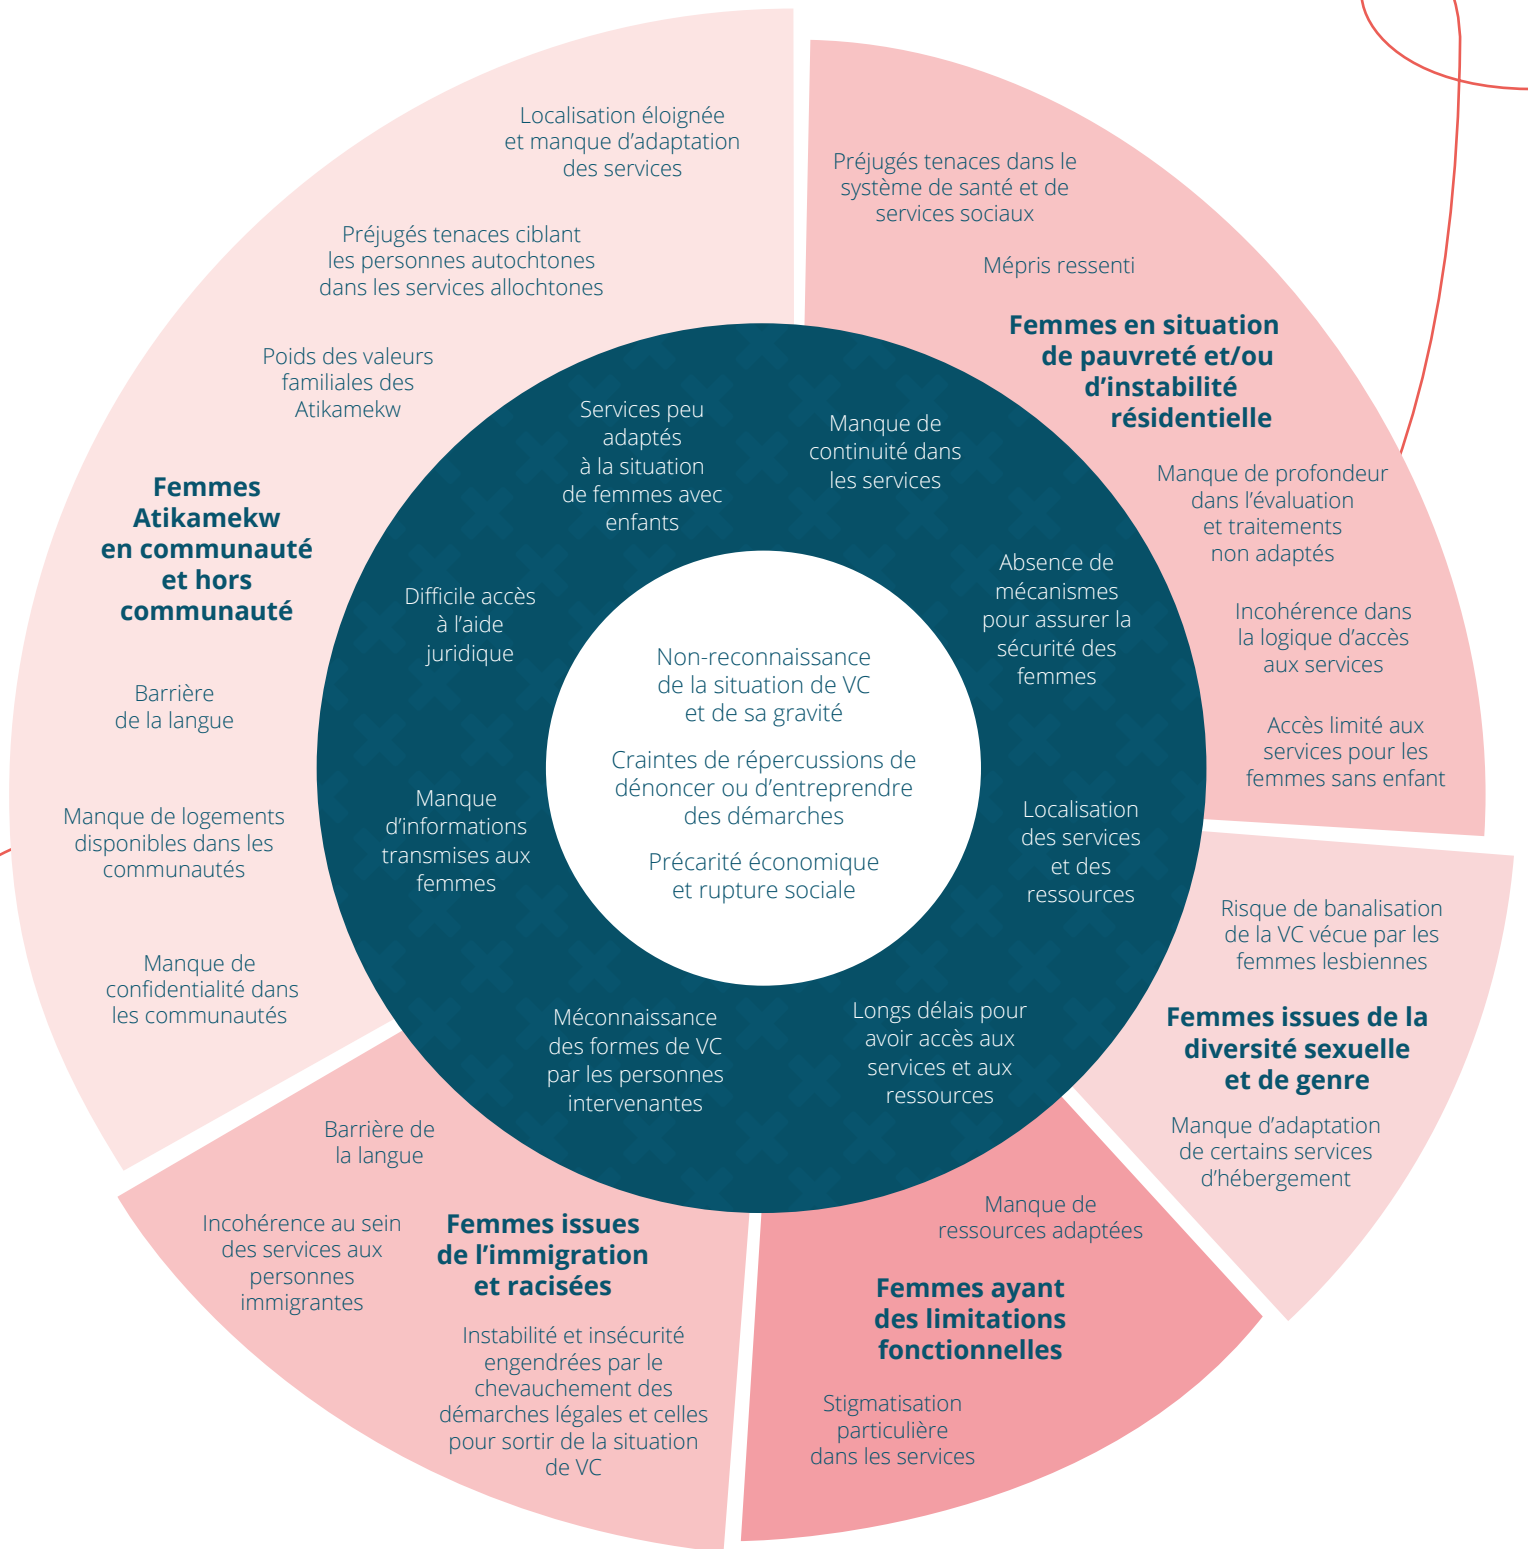 Localisation éloignée
et manque d'adaptation
des services
Préjugés tenaces ciblant
les personnes autochtones
dans les services allochtones
Poids des valeurs
familiales des
Atikamekw
Femmes
Atikamekw
en communauté
et hors
communauté
Barrière
de la langue
Manque de logements
disponibles dans les
communautés
Manque de
confidentialité dans
les communautés
Préjugés tenaces dans le
système de santé et de
services sociaux
Mépris ressenti
Femmes en situation
de pauvreté et/ou
d'instabilité
résidentielle
Manque de profondeur
dans l'évaluation
et traitements
non adaptés
Incohérence dans
la logique d'accès
aux services
Accès limité aux
services pour les
femmes sans enfant
Risque de banalisation
de la VC vécue par les
femmes lesbiennes
Femmes issues de la
diversité sexuelle
et de genre
Manque d'adaptation
de certains services
d'hébergement
Manque de
ressources adaptées
Femmes ayant
des limitations
fonctionnelles
Stigmatisation
particulière
dans les services
Barrière de
la langue
Incohérence au sein
des services aux
personnes
immigrantes
Femmes issues
de l'immigration
et racisées
Instabilité et insécurité
engendrées par le
chevauchement des
démarches légales et celles
pour sortir de la situation
de VC
Services peu
adaptés
à la situation
de femmes avec
enfants
Manque de
continuité dans
les services
Absence de
mécanismes
pour assurer la
sécurité des
femmes
Localisation
des services
et des
ressources
Longs délais pour
avoir accès aux
services et aux
ressources
Méconnaissance
des formes de VC
par les personnes
intervenantes
Manque
d'informations
transmises aux
femmes
Difficile accès
à l'aide
juridique
Non-reconnaissance
de la situation de VC
et de sa gravité
Craintes de répercussions de
dénoncer ou d'entreprendre
des démarches
Précarité économique
et rupture sociale